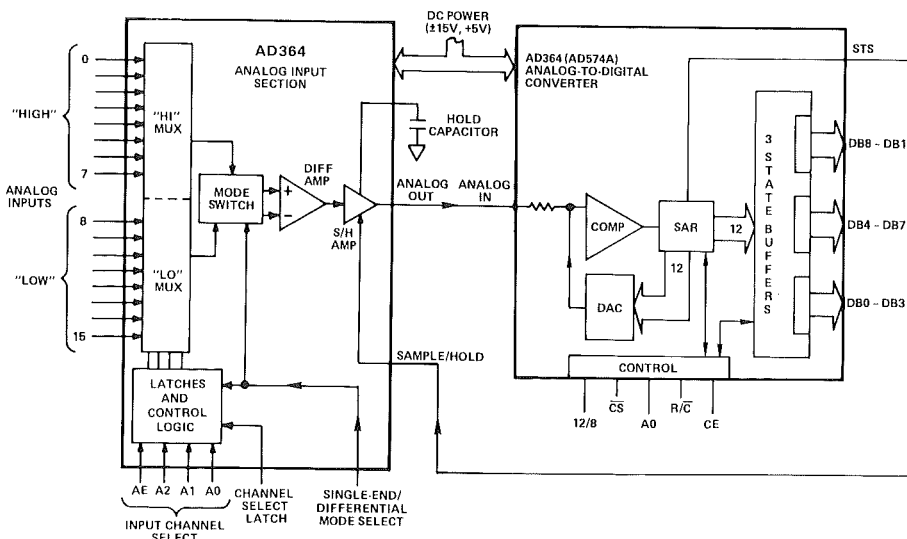 DC POWER
(±15V, +5V)
AD364
ANALOG INPUT
SECTION
AD364 (AD574A)
ANALOG-TO-DIGITAL
CONVERTER
STS
0
"HIGH"
7
ANALOG
INPUTS
8
"LOW"
15
"HI"
MUX
"LO"
MUX
MODE
SWITCH
DIFF
AMP
+
−
S/H
AMP
HOLD
CAPACITOR
ANALOG
OUT
ANALOG
IN
COMP
SAR
12
12
DAC
3 STATE BUFFERS
DB8 - DB1
DB4 - DB7
DB0 - DB3
SAMPLE/HOLD
CONTROL
12/8
C̅S̅
A0
R/C̅
CE
LATCHES
AND
CONTROL
LOGIC
AE
A2
A1
A0
INPUT CHANNEL
SELECT
CHANNEL
SELECT
LATCH
SINGLE-END/
DIFFERENTIAL
MODE SELECT